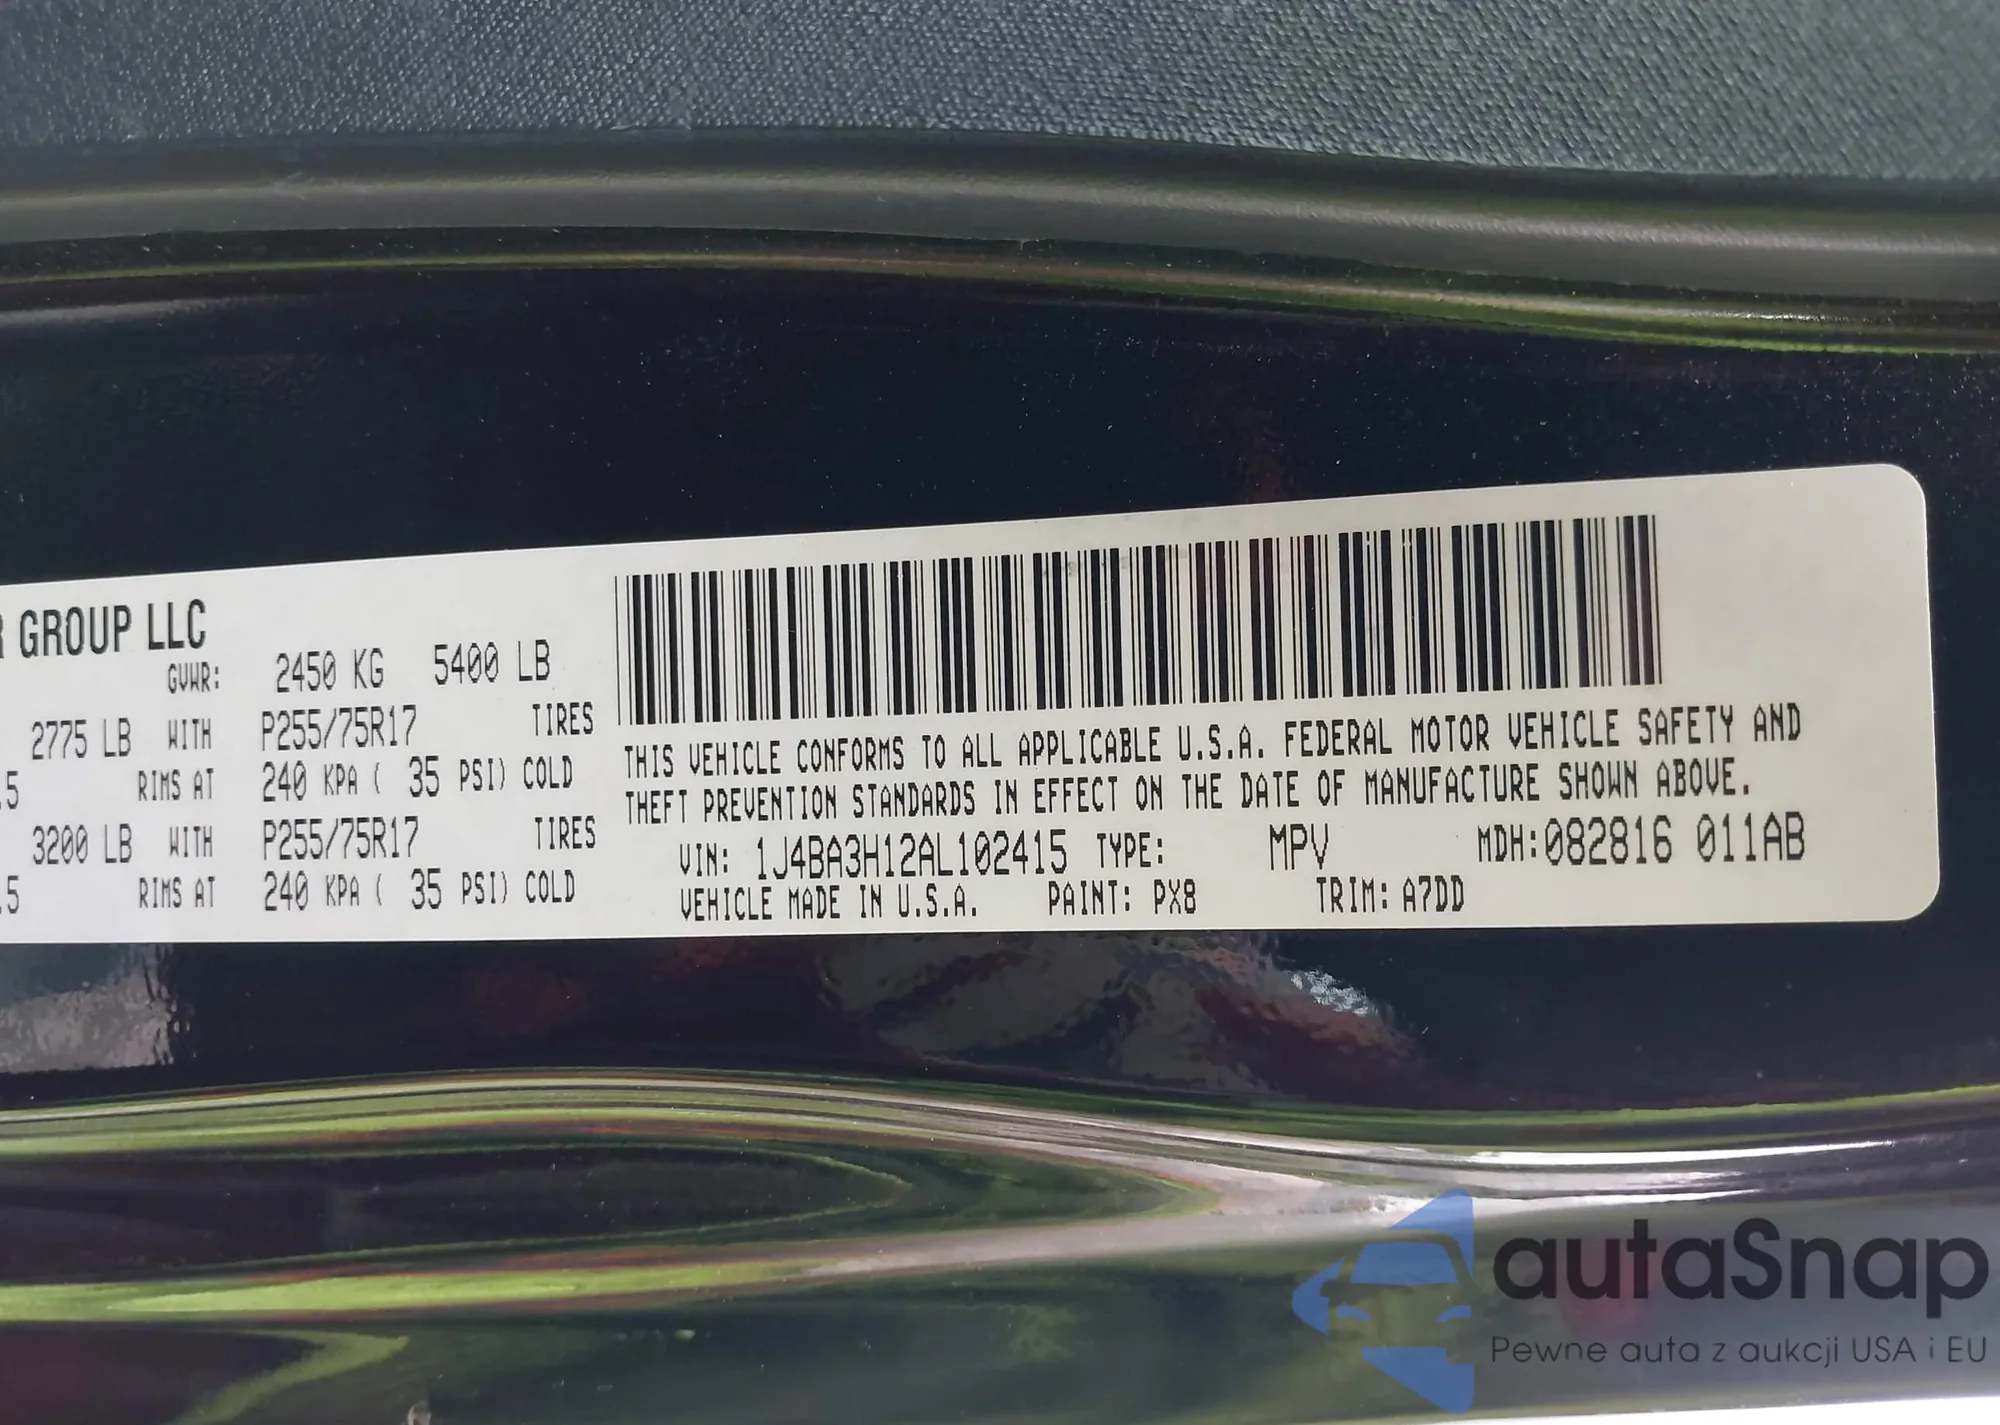 GROUP LLC
GVWR: 2450 KG 5400 LB
2775 LB WITH P255/75R17 TIRES
.5 RIMS AT 240 KPA ( 35 PSI) COLD
3200 LB WITH P255/75R17 TIRES
.5 RIMS AT 240 KPA ( 35 PSI) COLD
THIS VEHICLE CONFORMS TO ALL APPLICABLE U.S.A. FEDERAL MOTOR VEHICLE SAFETY AND
THEFT PREVENTION STANDARDS IN EFFECT ON THE DATE OF MANUFACTURE SHOWN ABOVE.
VIN: 1J4BA3H12AL102415 TYPE: MPV MDH:082816 011AB
VEHICLE MADE IN U.S.A. PAINT: PX8 TRIM: A7DD
autaSnap
Pewne auta z aukcji USA i EU